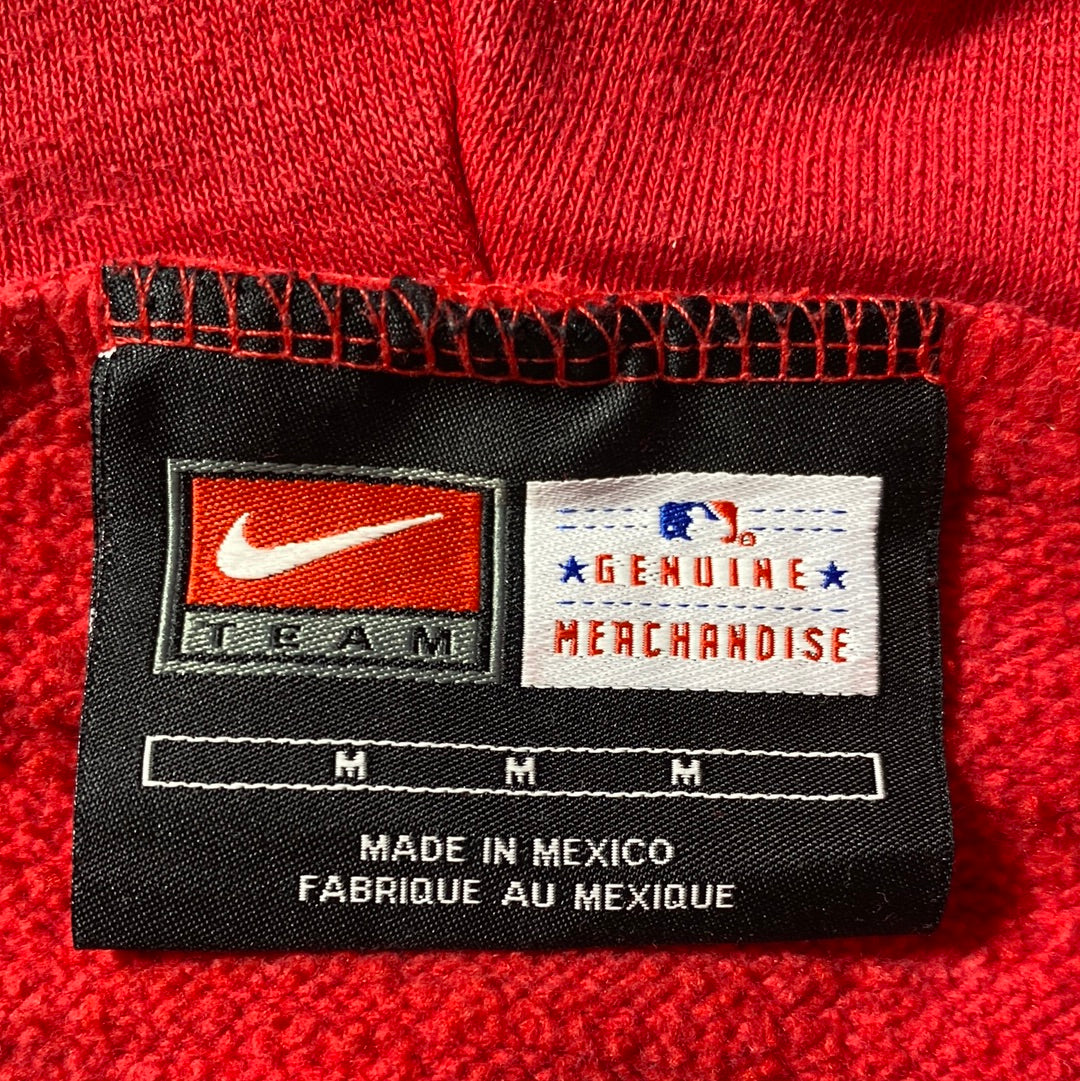 TEAM
GENUINE
MERCHANDISE
M M M
MADE IN MEXICO
FABRIQUE AU MEXIQUE